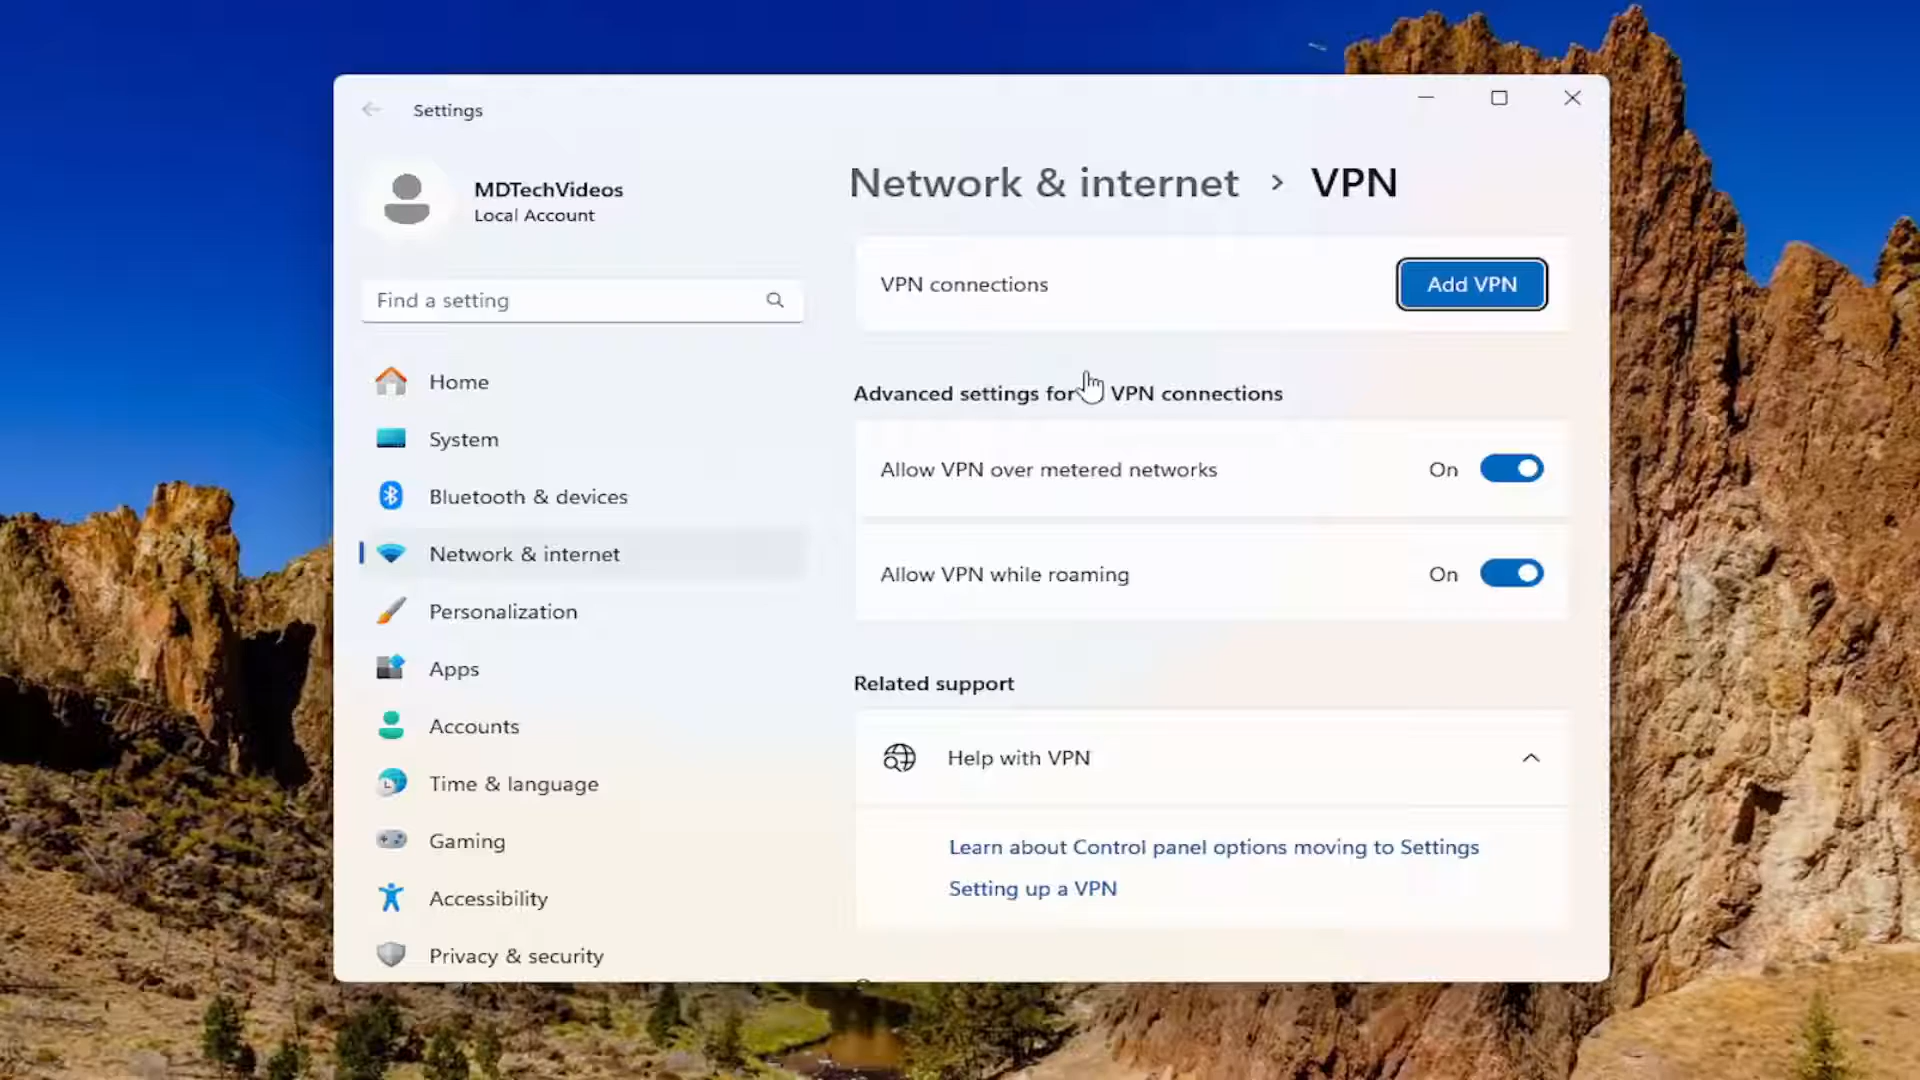 Settings
MDTechVideos
Local Account
Find a setting
Home
System
Bluetooth & devices
Network & internet
Personalization
Apps
Accounts
Time & language
Gaming
Accessibility
Privacy & security
Network & internet > VPN
VPN connections
Add VPN
Advanced settings for VPN connections
Allow VPN over metered networks On
Allow VPN while roaming On
Related support
Help with VPN
Learn about Control panel options moving to Settings
Setting up a VPN